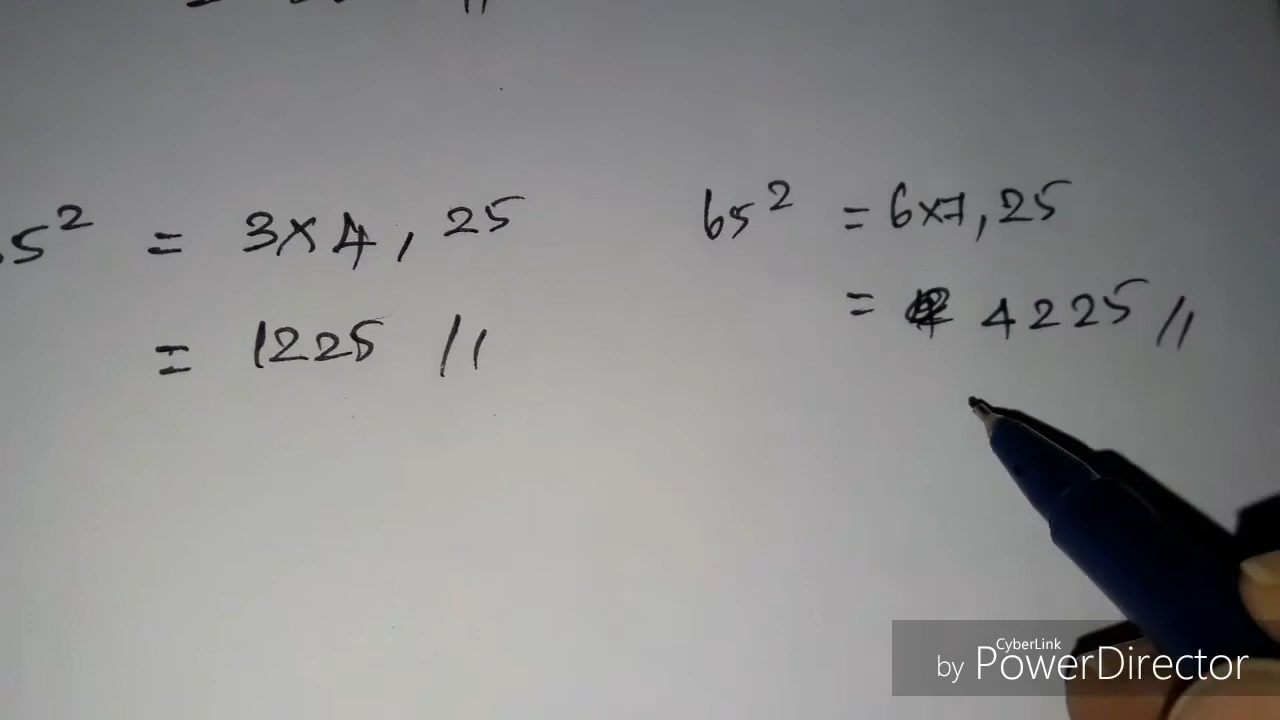 5² = 3×4, 25
= 1225 //
65² = 6×7, 25
= 4225 //
by CyberLink PowerDirector